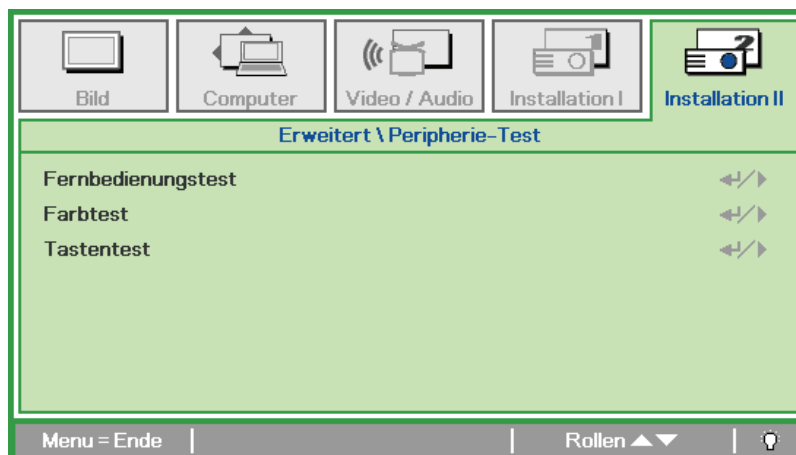 Bild
Computer
Video / Audio
Installation I
Installation II
Erweitert \ Peripherie-Test
Fernbedienungstest
Farbtest
Tastentest
Menu = Ende
Rollen ▲▼